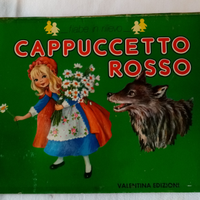 CAPPUCCETTO
ROSSO
VALENTINA EDIZIONI